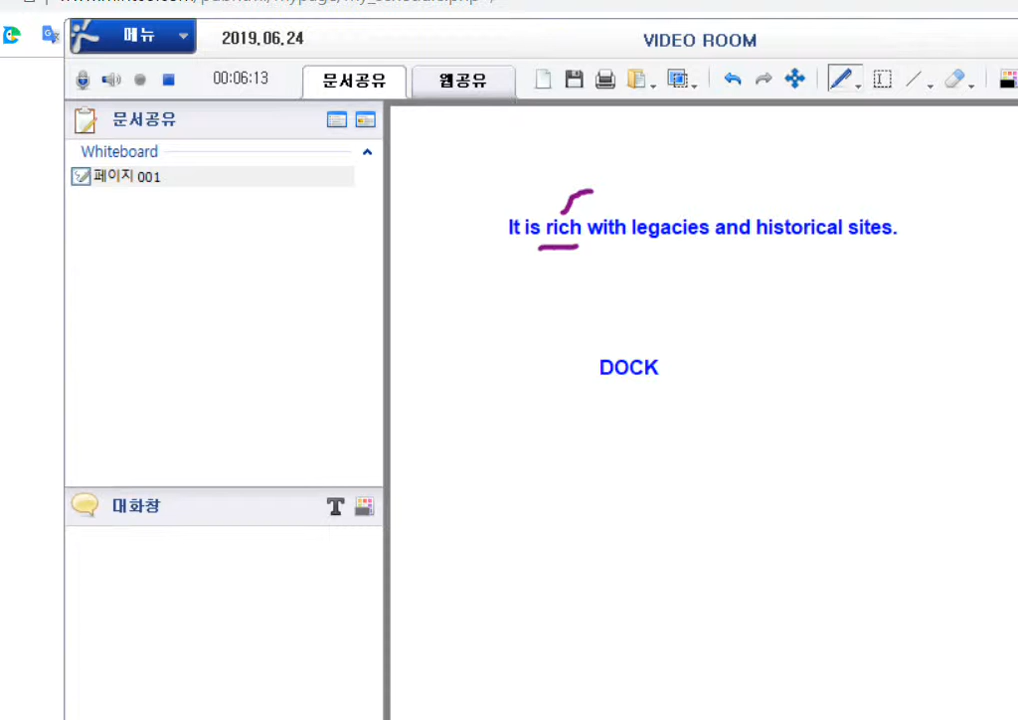 메뉴 2019.06.24 VIDEO ROOM
00:06:13 문서공유 웹공유
문서공유
Whiteboard
페이지 001
It is rich with legacies and historical sites.
DOCK
대화창 T